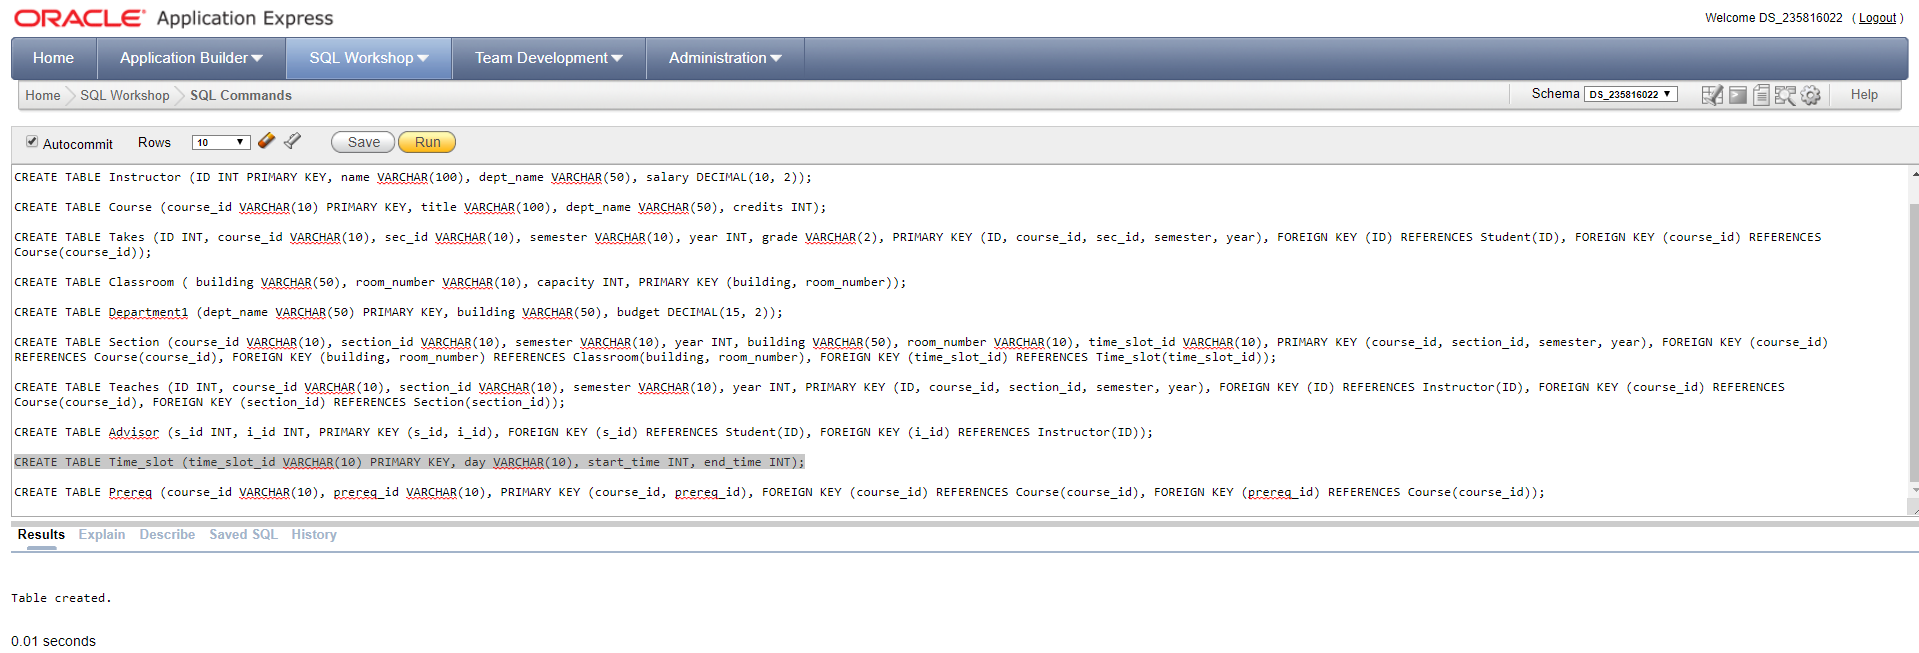 ORACLE Application Express
Welcome DS_235816022 ( Logout )
Home Application Builder SQL Workshop Team Development Administration
Home SQL Workshop SQL Commands Schema DS_235816022 Help
Autocommit Rows 10 Save Run
CREATE TABLE Instructor (ID INT PRIMARY KEY, name VARCHAR(100), dept_name VARCHAR(50), salary DECIMAL(10, 2));
CREATE TABLE Course (course_id VARCHAR(10) PRIMARY KEY, title VARCHAR(100), dept_name VARCHAR(50), credits INT);
CREATE TABLE Takes (ID INT, course_id VARCHAR(10), sec_id VARCHAR(10), semester VARCHAR(10), year INT, grade VARCHAR(2), PRIMARY KEY (ID, course_id, sec_id, semester, year), FOREIGN KEY (ID) REFERENCES Student(ID), FOREIGN KEY (course_id) REFERENCES
Course(course_id));
CREATE TABLE Classroom ( building VARCHAR(50), room_number VARCHAR(10), capacity INT, PRIMARY KEY (building, room_number));
CREATE TABLE Department1 (dept_name VARCHAR(50) PRIMARY KEY, building VARCHAR(50), budget DECIMAL(15, 2));
CREATE TABLE Section (course_id VARCHAR(10), section_id VARCHAR(10), semester VARCHAR(10), year INT, building VARCHAR(50), room_number VARCHAR(10), time_slot_id VARCHAR(10), PRIMARY KEY (course_id, section_id, semester, year), FOREIGN KEY (course_id)
REFERENCES Course(course_id), FOREIGN KEY (building, room_number) REFERENCES Classroom(building, room_number), FOREIGN KEY (time_slot_id) REFERENCES Time_slot(time_slot_id));
CREATE TABLE Teaches (ID INT, course_id VARCHAR(10), section_id VARCHAR(10), semester VARCHAR(10), year INT, PRIMARY KEY (ID, course_id, section_id, semester, year), FOREIGN KEY (ID) REFERENCES Instructor(ID), FOREIGN KEY (course_id) REFERENCES
Course(course_id), FOREIGN KEY (section_id) REFERENCES Section(section_id));
CREATE TABLE Advisor (s_id INT, i_id INT, PRIMARY KEY (s_id, i_id), FOREIGN KEY (s_id) REFERENCES Student(ID), FOREIGN KEY (i_id) REFERENCES Instructor(ID));
CREATE TABLE Time_slot (time_slot_id VARCHAR(10) PRIMARY KEY, day VARCHAR(10), start_time INT, end_time INT);
CREATE TABLE Prereq (course_id VARCHAR(10), prereq_id VARCHAR(10), PRIMARY KEY (course_id, prereq_id), FOREIGN KEY (course_id) REFERENCES Course(course_id), FOREIGN KEY (prereq_id) REFERENCES Course(course_id));
Results Explain Describe Saved SQL History
Table created.
0.01 seconds